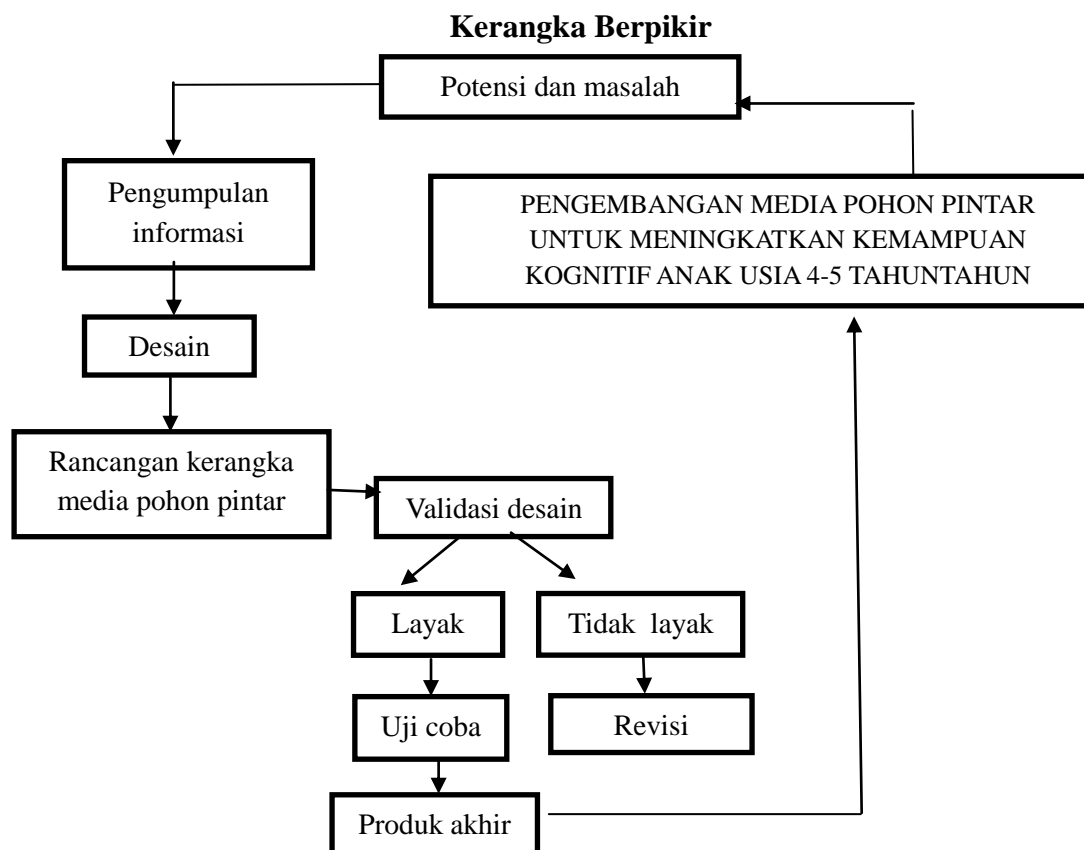 Kerangka Berpikir
Potensi dan masalah
Pengumpulan
informasi
PENGEMBANGAN MEDIA POHON PINTAR
UNTUK MENINGKATKAN KEMAMPUAN
KOGNITIF ANAK USIA 4-5 TAHUNTAHUN
Desain
Rancangan kerangka
media pohon pintar
Validasi desain
Layak
Tidak layak
Uji coba
Revisi
Produk akhir